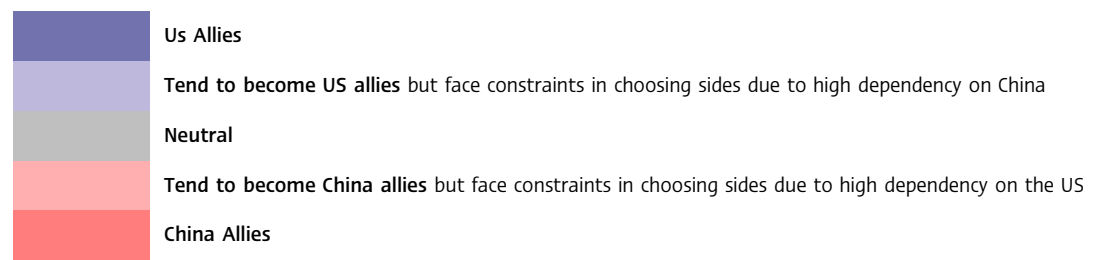 Us Allies
Tend to become US allies but face constraints in choosing sides due to high dependency on China
Neutral
Tend to become China allies but face constraints in choosing sides due to high dependency on the US
China Allies